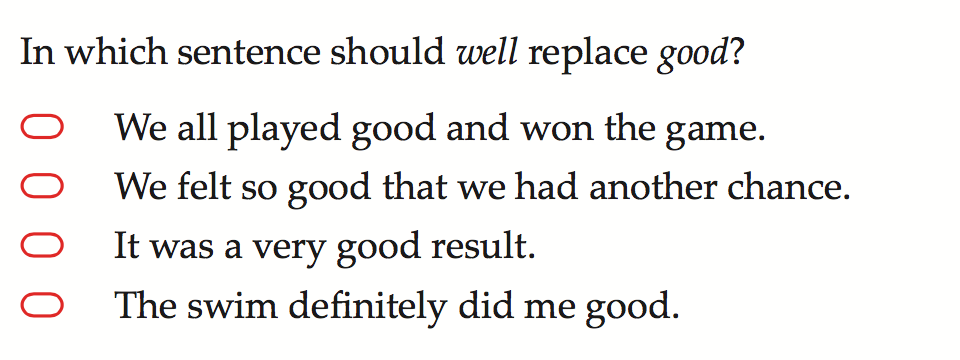 In which sentence should well replace good?
We all played good and won the game.
We felt so good that we had another chance.
It was a very good result.
The swim definitely did me good.